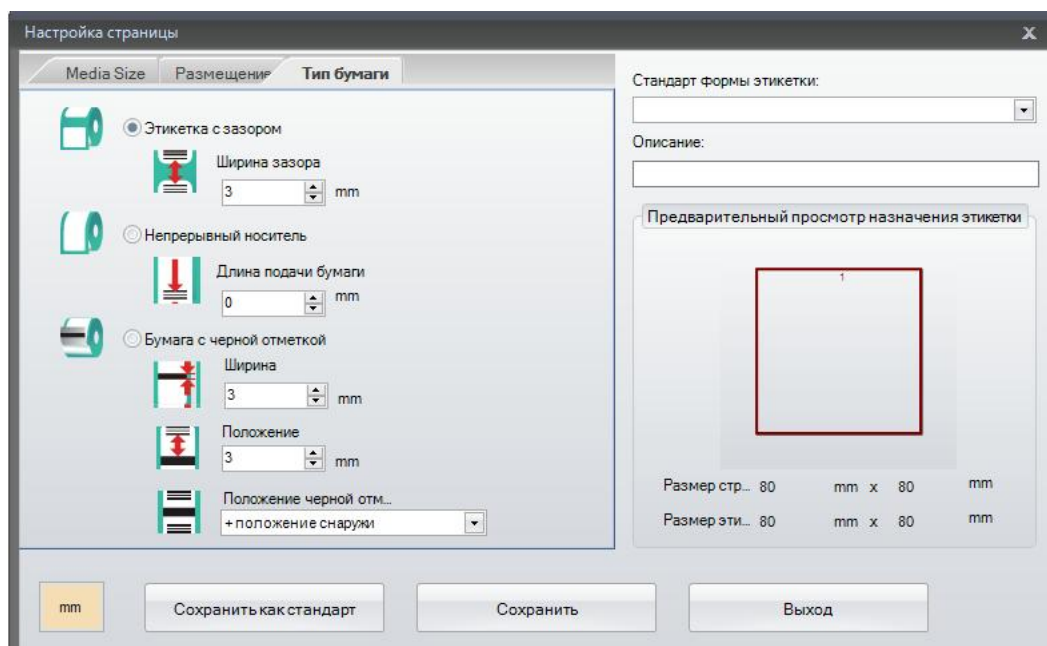 Настройка страницы
x
Media Size Размещение Тип бумаги
Этикетка с зазором
Ширина зазора
3 mm
Непрерывный носитель
Длина подачи бумаги
0 mm
Бумага с черной отметкой
Ширина
3 mm
Положение
3 mm
Положение черной отм...
+ положение снаружи
Стандарт формы этикетки:
Описание:
Предварительный просмотр назначения этикетки
1
Размер стр... 80 mm x 80 mm
Размер эти... 80 mm x 80 mm
mm Сохранить как стандарт Сохранить Выход